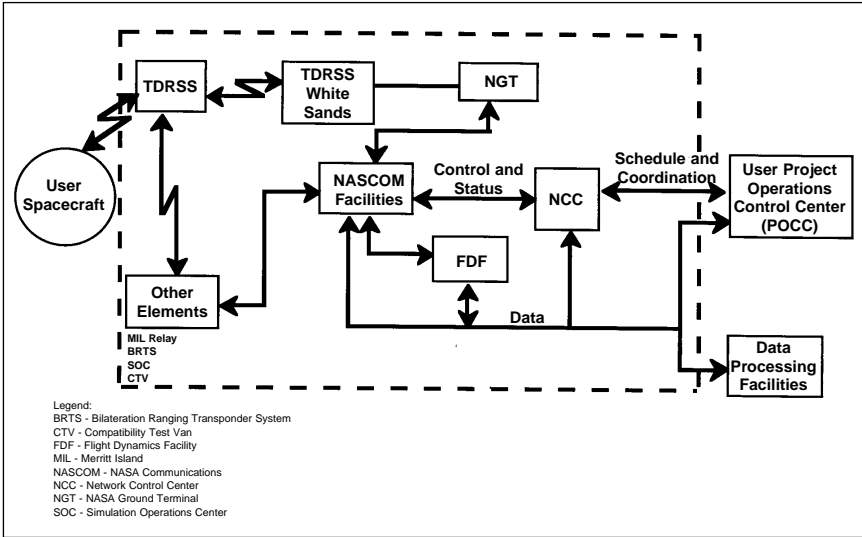 TDRSS
TDRSS
White
Sands
NGT
User
Spacecraft
NASCOM
Facilities
Control and
Status
NCC
Schedule and
Coordination
User Project
Operations
Control Center
(POCC)
FDF
Other
Elements
Data
MIL Relay
BRTS
SOC
CTV
Data
Processing
Facilities
Legend:
BRTS - Bilateration Ranging Transponder System
CTV - Compatibility Test Van
FDF - Flight Dynamics Facility
MIL - Merritt Island
NASCOM - NASA Communications
NCC - Network Control Center
NGT - NASA Ground Terminal
SOC - Simulation Operations Center